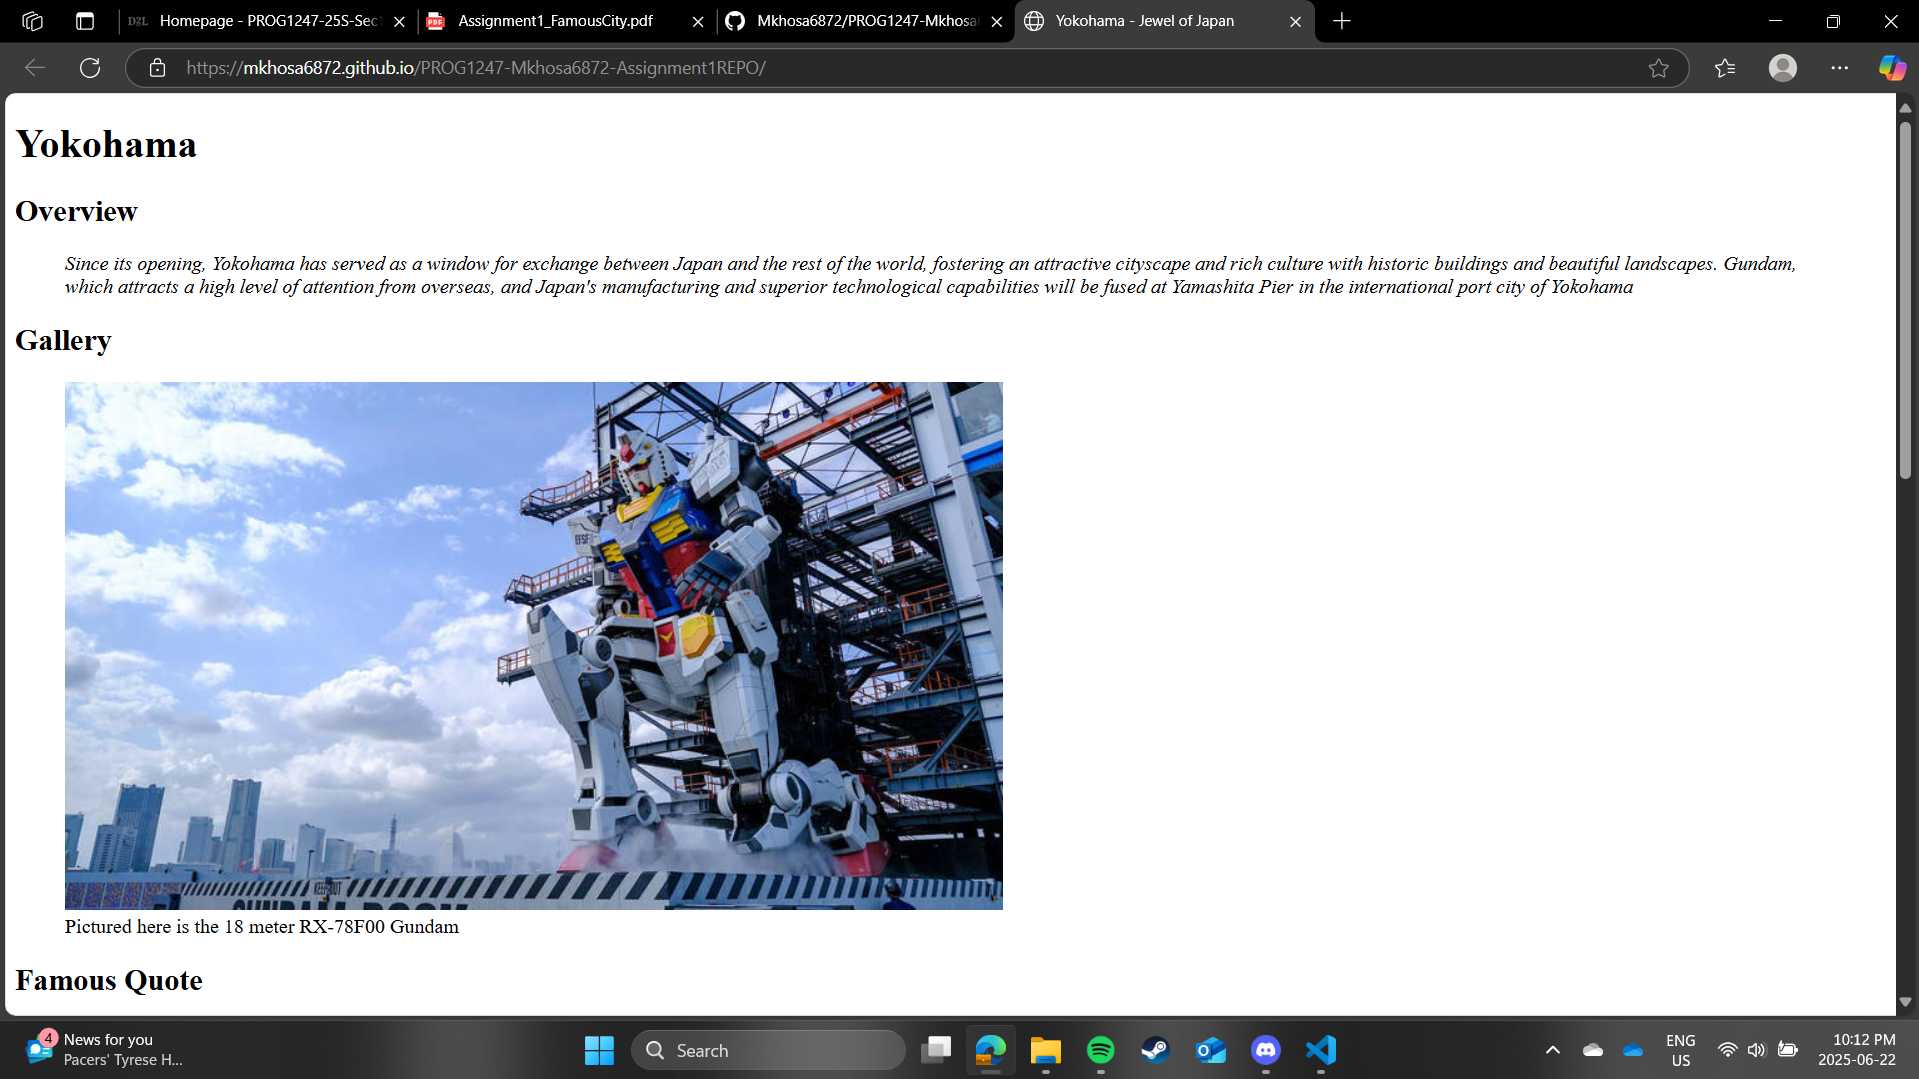 Homepage - PROG1247-25S-Sec1
Assignment1_FamousCity.pdf
Mkhosa6872/PROG1247-Mkhosa
Yokohama - Jewel of Japan
https://mkhosa6872.github.io/PROG1247-Mkhosa6872-Assignment1REPO/
Yokohama
Overview
Since its opening, Yokohama has served as a window for exchange between Japan and the rest of the world, fostering an attractive cityscape and rich culture with historic buildings and beautiful landscapes. Gundam,
which attracts a high level of attention from overseas, and Japan's manufacturing and superior technological capabilities will be fused at Yamashita Pier in the international port city of Yokohama
Gallery
EFSF
KEEP OUT
Pictured here is the 18 meter RX-78F00 Gundam
Famous Quote
4
News for you
Pacers' Tyrese H...
Search
ENG
US
10:12 PM
2025-06-22